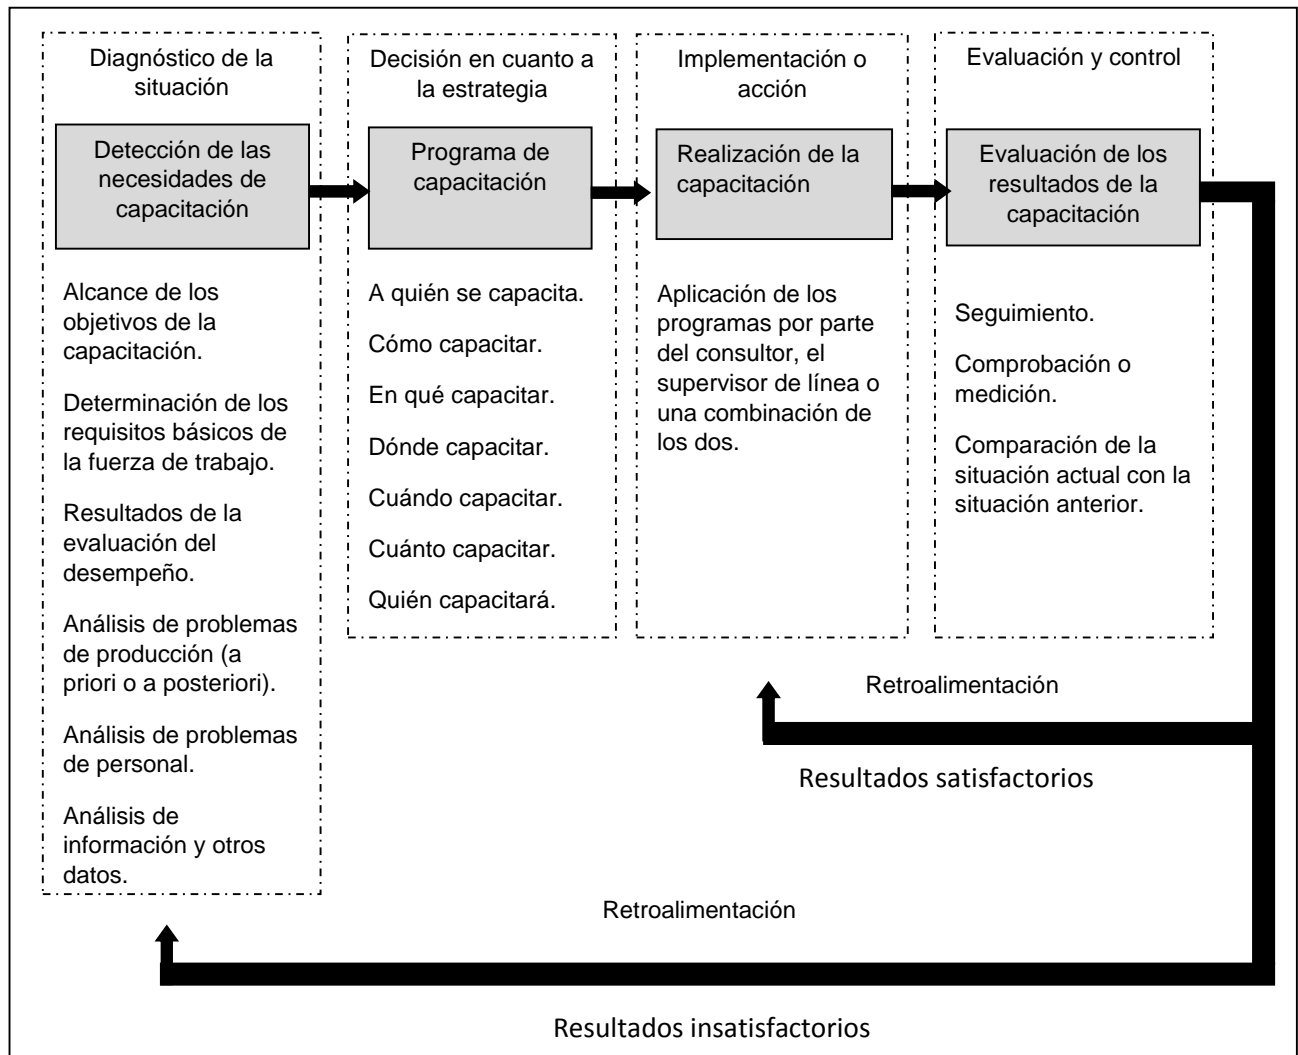 Diagnóstico de la
situación
Detección de las
necesidades de
capacitación
Alcance de los
objetivos de la
capacitación.
Determinación de los
requisitos básicos de
la fuerza de trabajo.
Resultados de la
evaluación del
desempeño.
Análisis de problemas
de producción (a
priori o a posteriori).
Análisis de problemas
de personal.
Análisis de
información y otros
datos.
Decisión en cuanto a
la estrategia
Programa de
capacitación
A quién se capacita.
Cómo capacitar.
En qué capacitar.
Dónde capacitar.
Cuándo capacitar.
Cuánto capacitar.
Quién capacitará.
Implementación o
acción
Realización de la
capacitación
Aplicación de los
programas por parte
del consultor, el
supervisor de línea o
una combinación de
los dos.
Evaluación y control
Evaluación de los
resultados de la
capacitación
Seguimiento.
Comprobación o
medición.
Comparación de la
situación actual con la
situación anterior.
Retroalimentación
Resultados satisfactorios
Retroalimentación
Resultados insatisfactorios